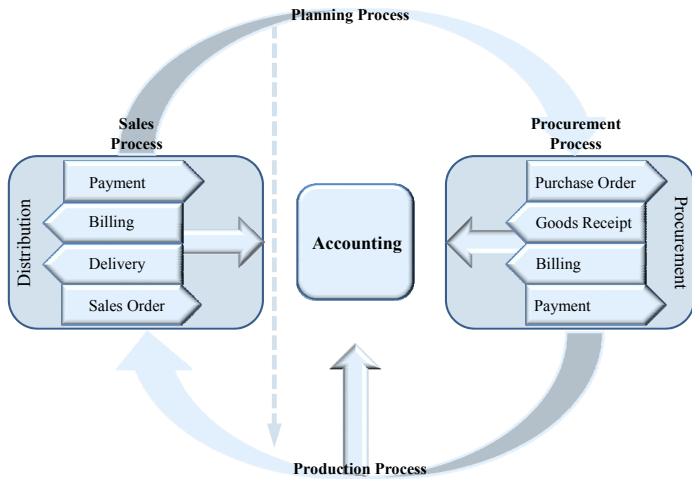 Planning Process
Sales
Process
Procurement
Process
Distribution
Payment
Billing
Delivery
Sales Order
Accounting
Purchase Order
Goods Receipt
Billing
Payment
Procurement
Production Process